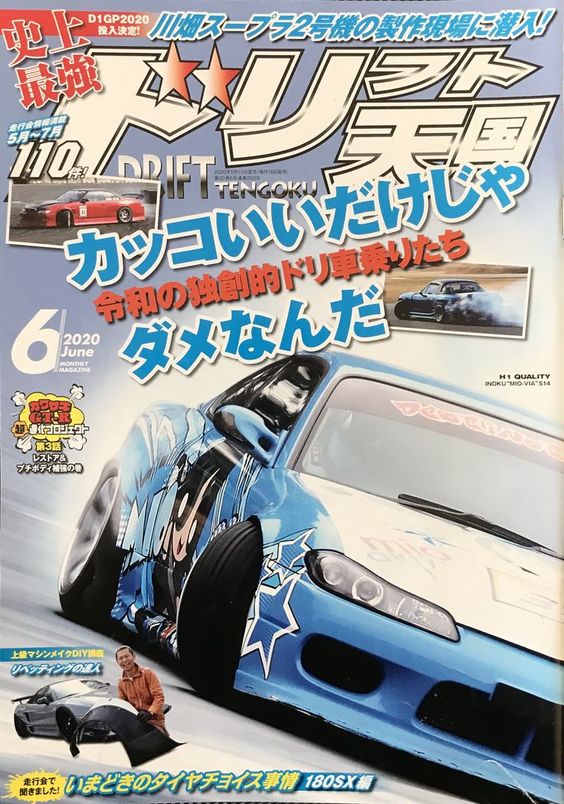 史上
最強
D1GP2020
投入決定!
川畑スープラ2号機の製作現場に潜入!
ドリフト
天国
DRIFT
TENGOKU
走行会情報満載
5月~7月
110件!
カッコいいだけじゃ
令和の独創的ドリ車乗りたち
ダメなんだ
6
2020
June
MONTHLY
MAGAZINE
H1 QUALITY
INOKU"MIO-VIA"S14
第3話
レストア&
プチボディ補強の巻
上級マシンメイクDIY講座
リベッティングの達人
走行会で
聞きました!
いまどきのタイヤチョイス事情 180SX編